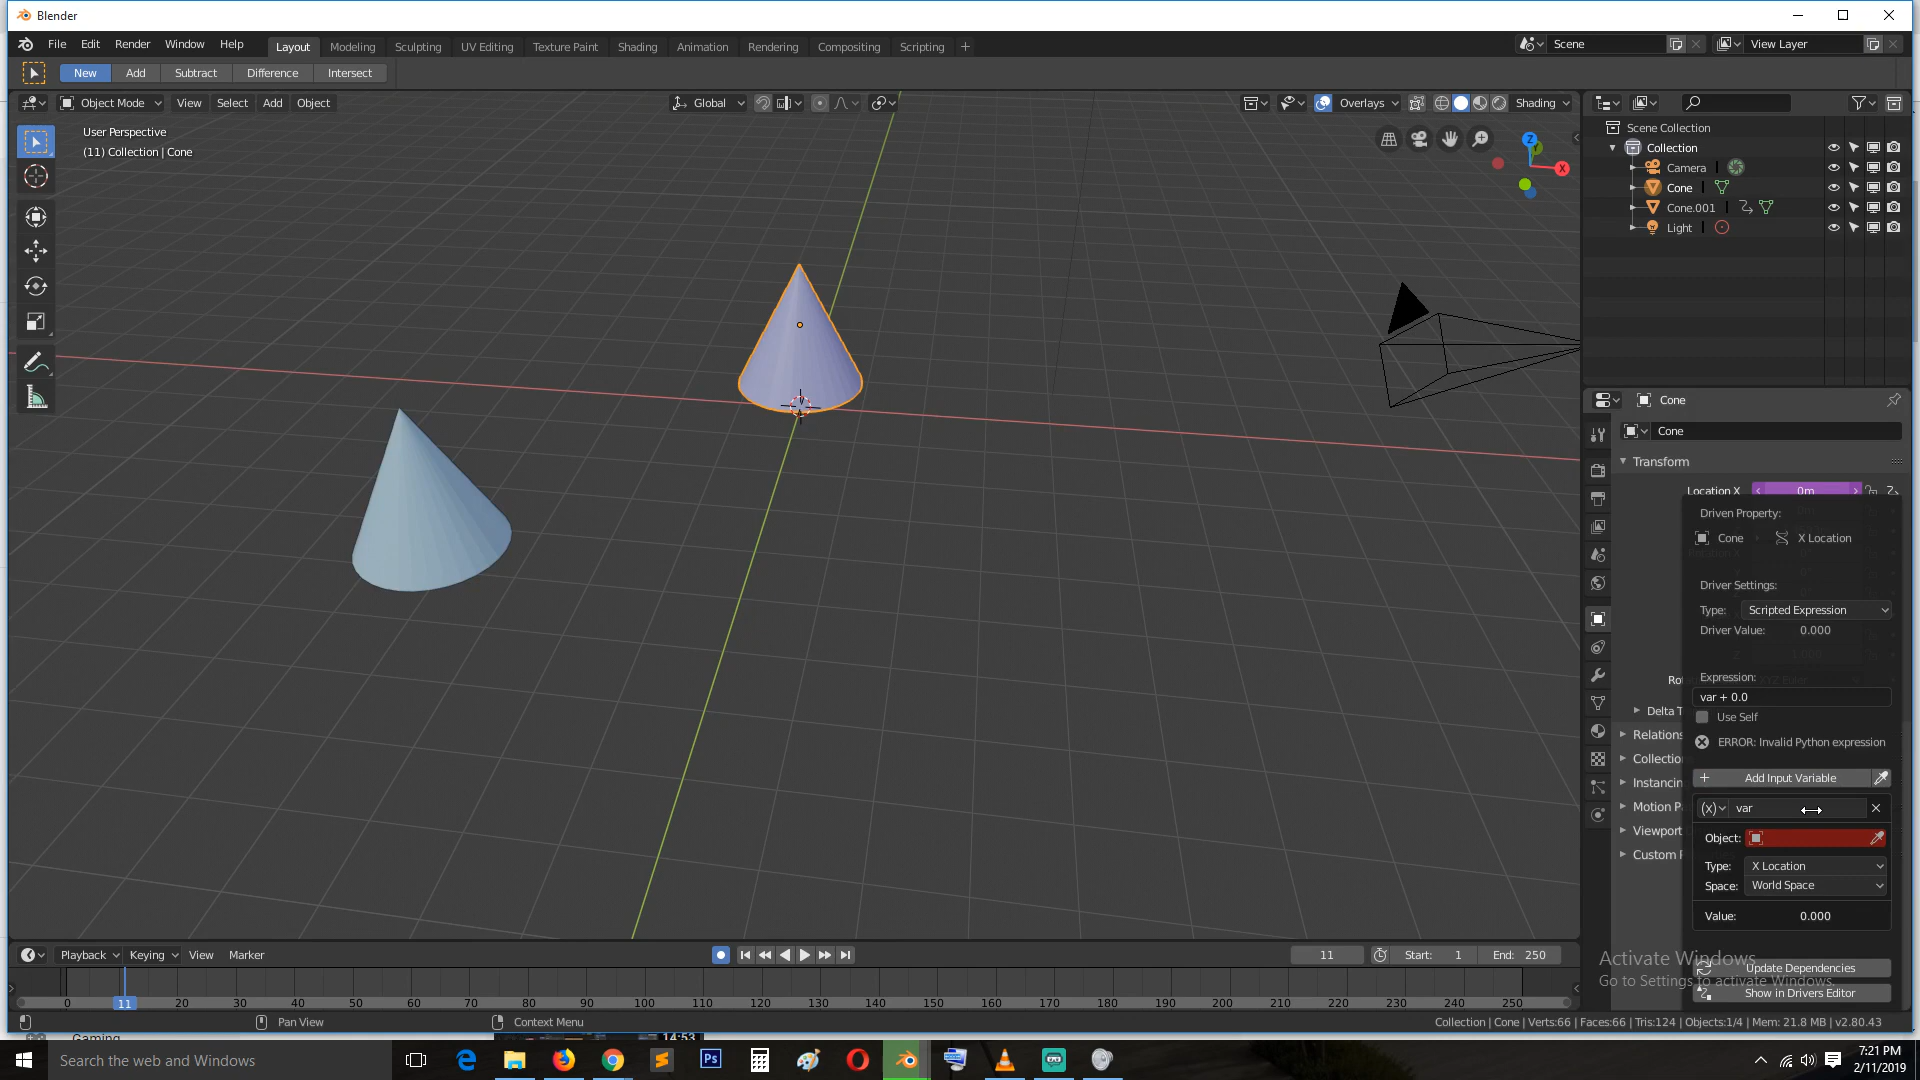 Blender
File Edit Render Window Help Layout Modeling Sculpting UV Editing Texture Paint Shading Animation Rendering Compositing Scripting + Scene View Layer
New Add Subtract Difference Intersect
Object Mode View Select Add Object Global Overlays Shading
User Perspective
(11) Collection | Cone
Z
X
Scene Collection
Collection
Camera
Cone
Cone.001
Light
Cone
Cone
Transform
Location X 0m
Driven Property:
Cone X Location
Driver Settings:
Type: Scripted Expression
Driver Value: 0.000
Expression:
var + 0.0
Use Self
ERROR: Invalid Python expression
Add Input Variable
(x) var
Object:
Type: X Location
Space: World Space
Value: 0.000
Update Dependencies
Show in Drivers Editor
Delta T
Relations
Collectio
Instancin
Motion P
Viewport
Custom P
Activate Windows
Go to Settings to activate Windows.
Playback Keying View Marker 11 Start: 1 End: 250
0 11 20 30 40 50 60 70 80 90 100 110 120 130 140 150 160 170 180 190 200 210 220 230 240 250
Pan View Context Menu Collection | Cone | Verts:66 | Faces:66 | Tris:124 | Objects:1/4 | Mem: 21.8 MB | v2.80.43
Gaming 14:53
Search the web and Windows
Ps
7:21 PM
2/11/2019